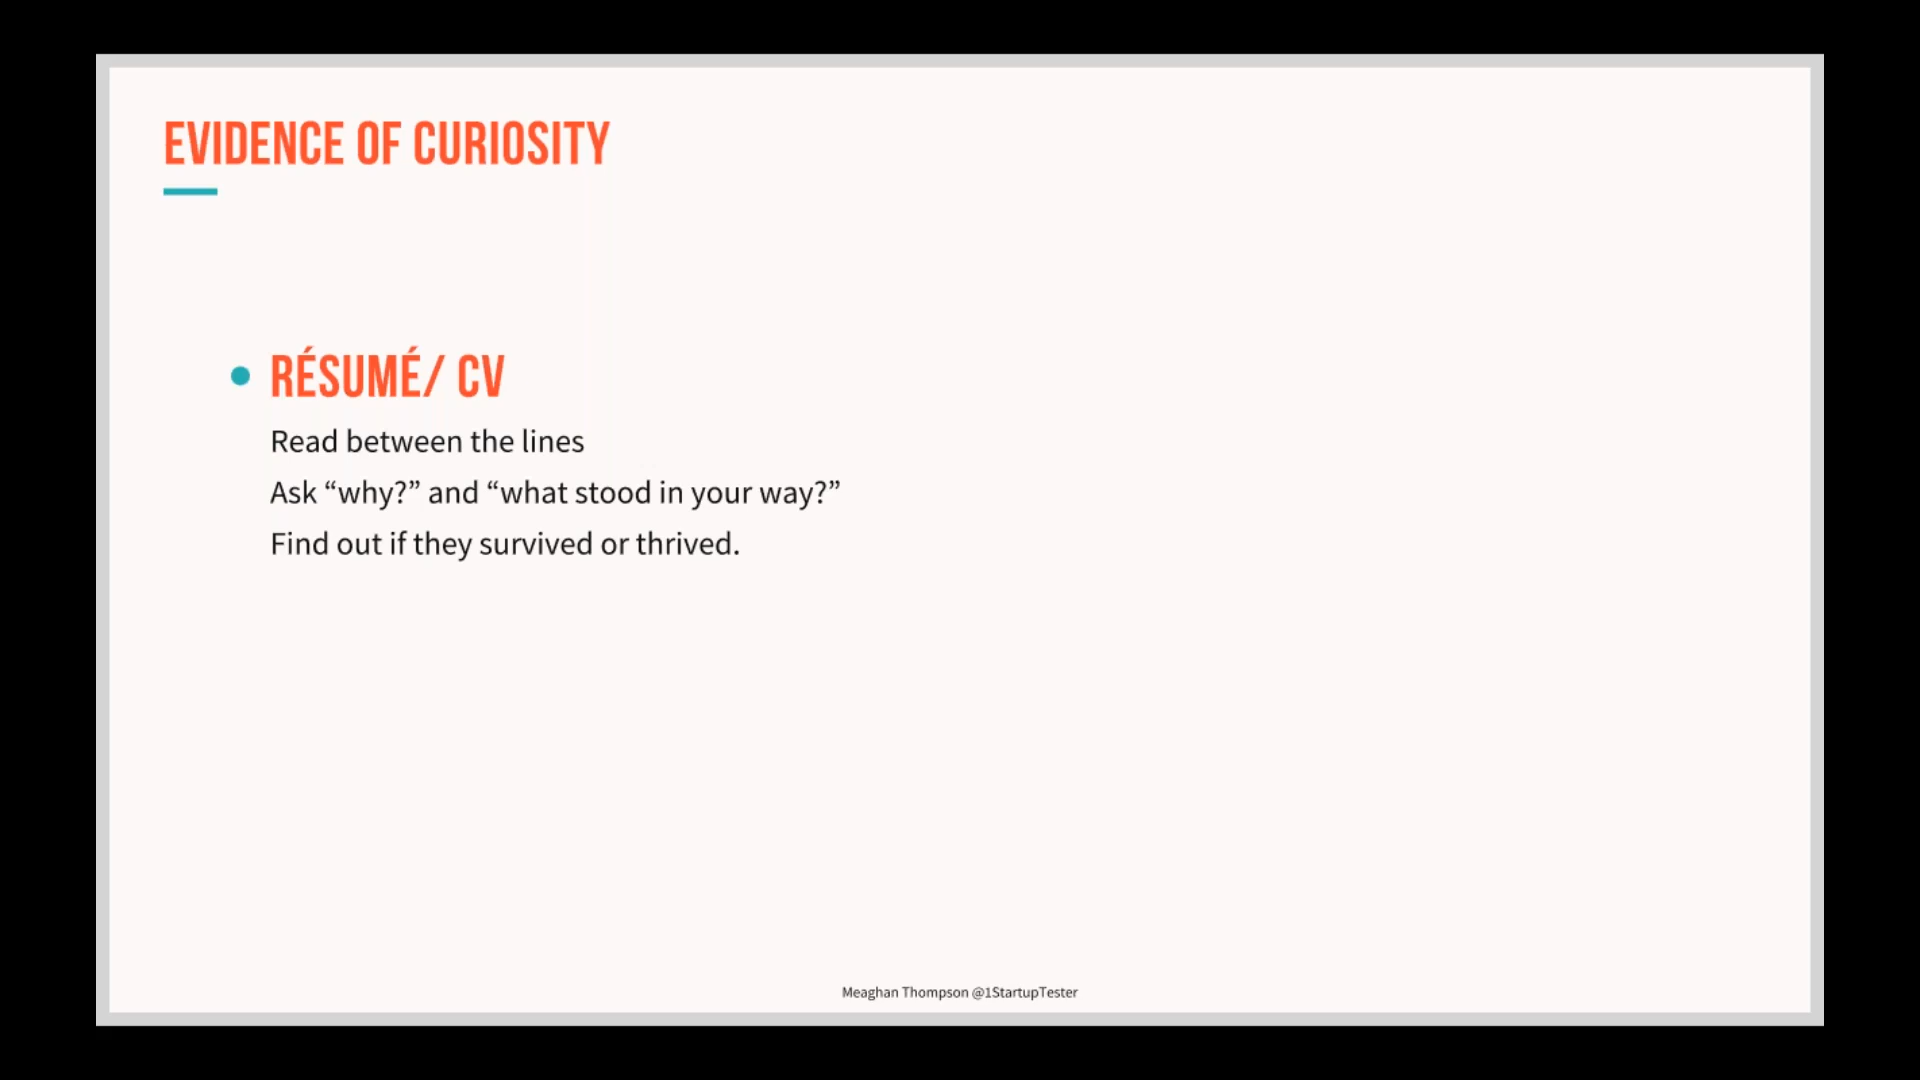 EVIDENCE OF CURIOSITY
RÉSUMÉ/ CV
Read between the lines
Ask “why?” and “what stood in your way?”
Find out if they survived or thrived.
Meaghan Thompson @1StartupTester